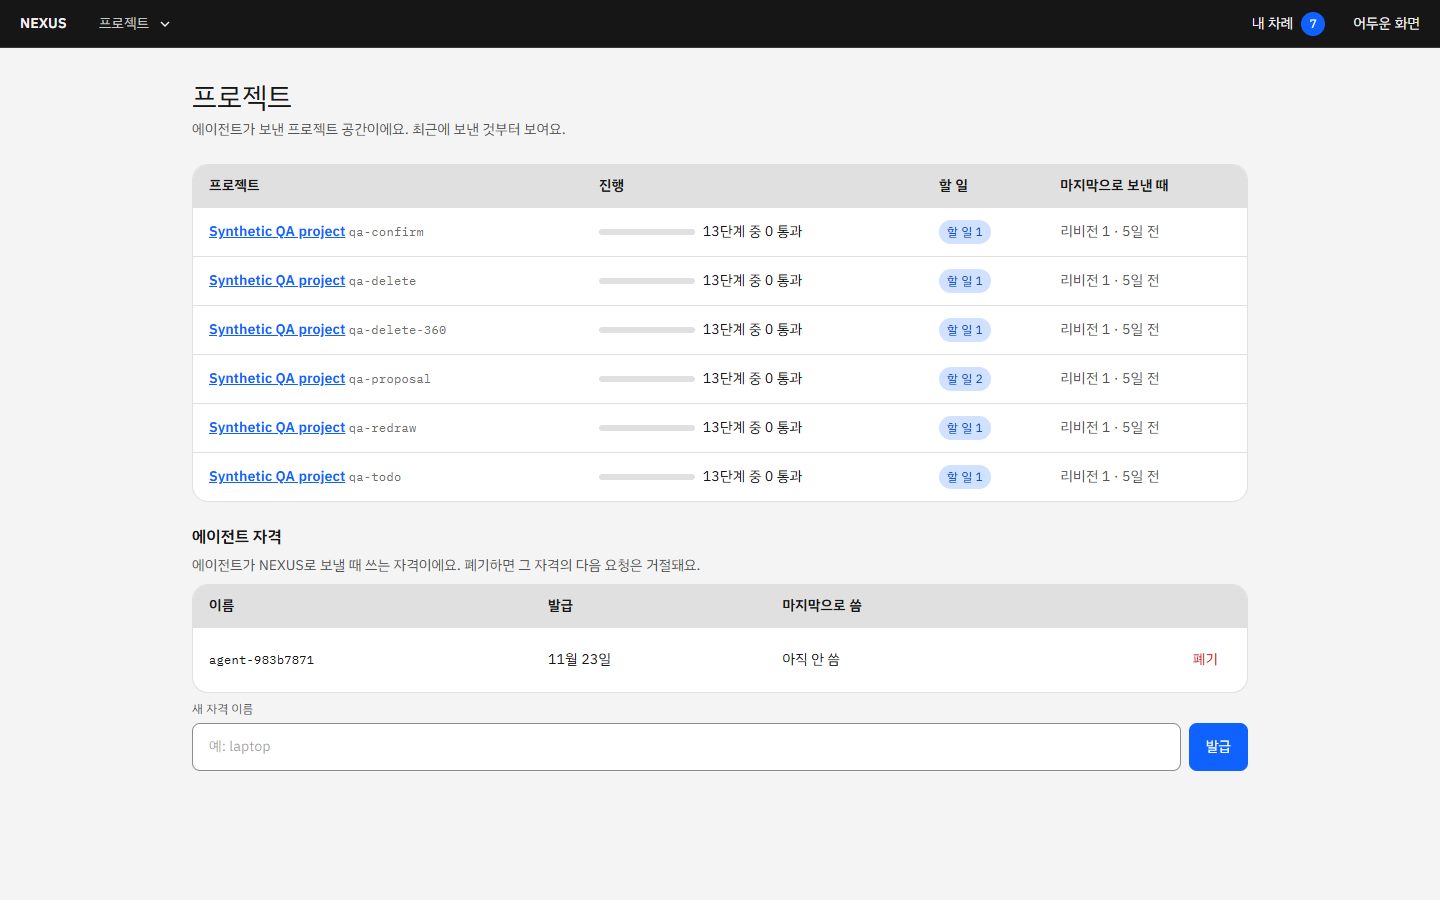 NEXUS 프로젝트 내 차례 7 어두운 화면
프로젝트
에이전트가 보낸 프로젝트 공간이에요. 최근에 보낸 것부터 보여요.
프로젝트 진행 할 일 마지막으로 보낸 때
Synthetic QA project qa-confirm 13단계 중 0 통과 할 일 1 리비전 1 · 5일 전
Synthetic QA project qa-delete 13단계 중 0 통과 할 일 1 리비전 1 · 5일 전
Synthetic QA project qa-delete-360 13단계 중 0 통과 할 일 1 리비전 1 · 5일 전
Synthetic QA project qa-proposal 13단계 중 0 통과 할 일 2 리비전 1 · 5일 전
Synthetic QA project qa-redraw 13단계 중 0 통과 할 일 1 리비전 1 · 5일 전
Synthetic QA project qa-todo 13단계 중 0 통과 할 일 1 리비전 1 · 5일 전
에이전트 자격
에이전트가 NEXUS로 보낼 때 쓰는 자격이에요. 폐기하면 그 자격의 다음 요청은 거절돼요.
이름 발급 마지막으로 씀
agent-983b7871 11월 23일 아직 안 씀 폐기
새 자격 이름
예: laptop 발급